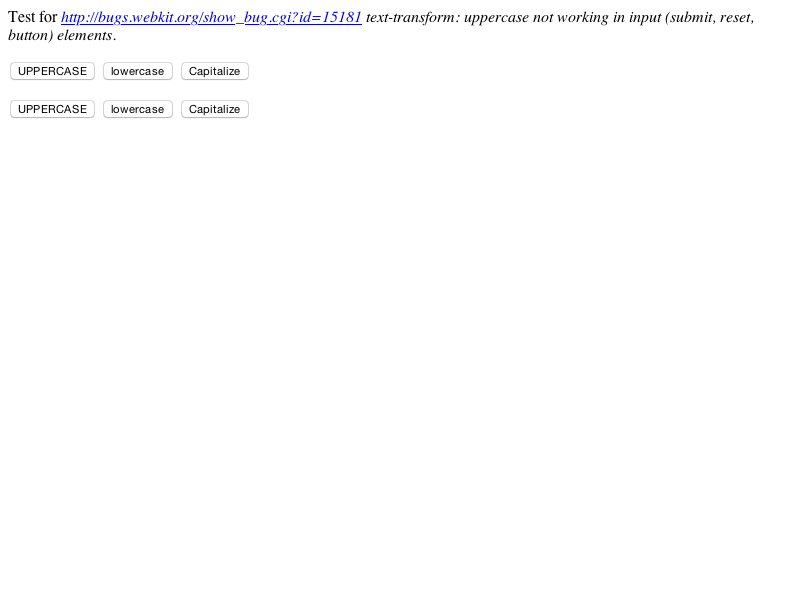 Test for http://bugs.webkit.org/show_bug.cgi?id=15181 text-transform: uppercase not working in input (submit, reset,
button) elements.
UPPERCASE lowercase Capitalize
UPPERCASE lowercase Capitalize